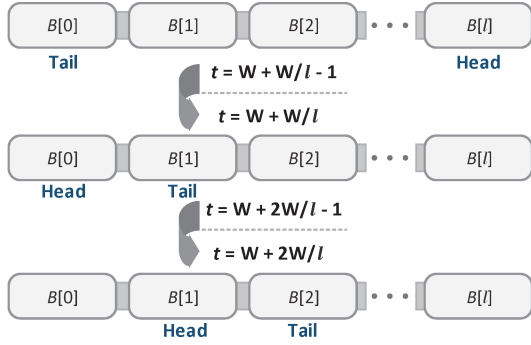 B[0] B[1] B[2] • • • B[l]
Tail Head
t = W + W/l - 1
t = W + W/l
B[0] B[1] B[2] • • • B[l]
Head Tail
t = W + 2W/l - 1
t = W + 2W/l
B[0] B[1] B[2] • • • B[l]
Head Tail